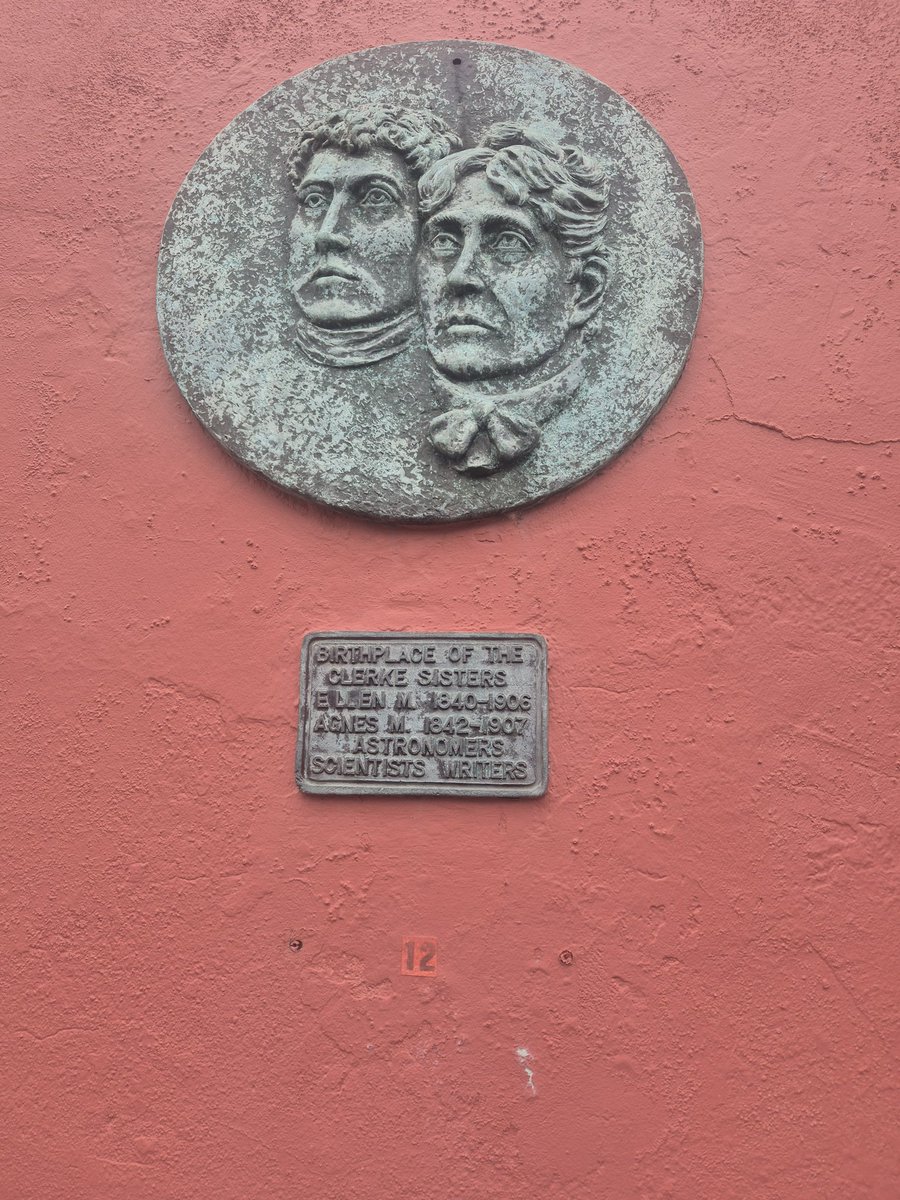 BIRTHPLACE OF THE
CLERKE SISTERS
ELLEN M. 1840-1906
AGNES M. 1842-1907
ASTRONOMERS
SCIENTISTS WRITERS
12